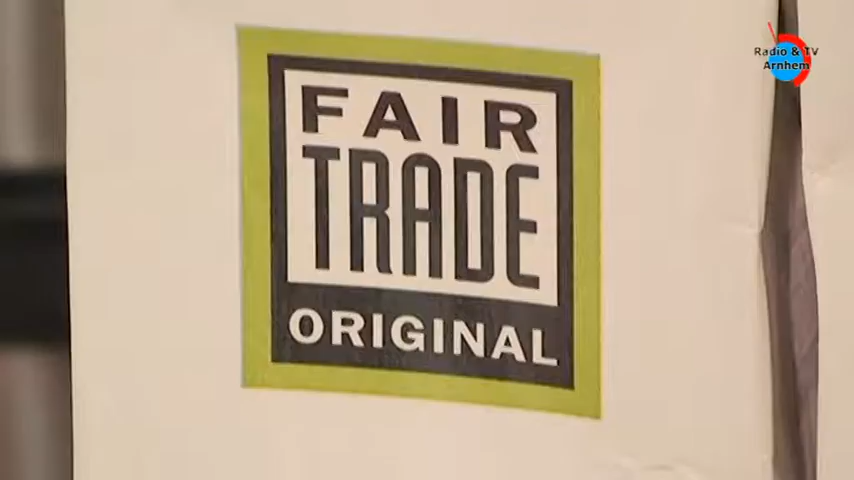 FAIR
TRADE
ORIGINAL
Radio & TV
Arnhem